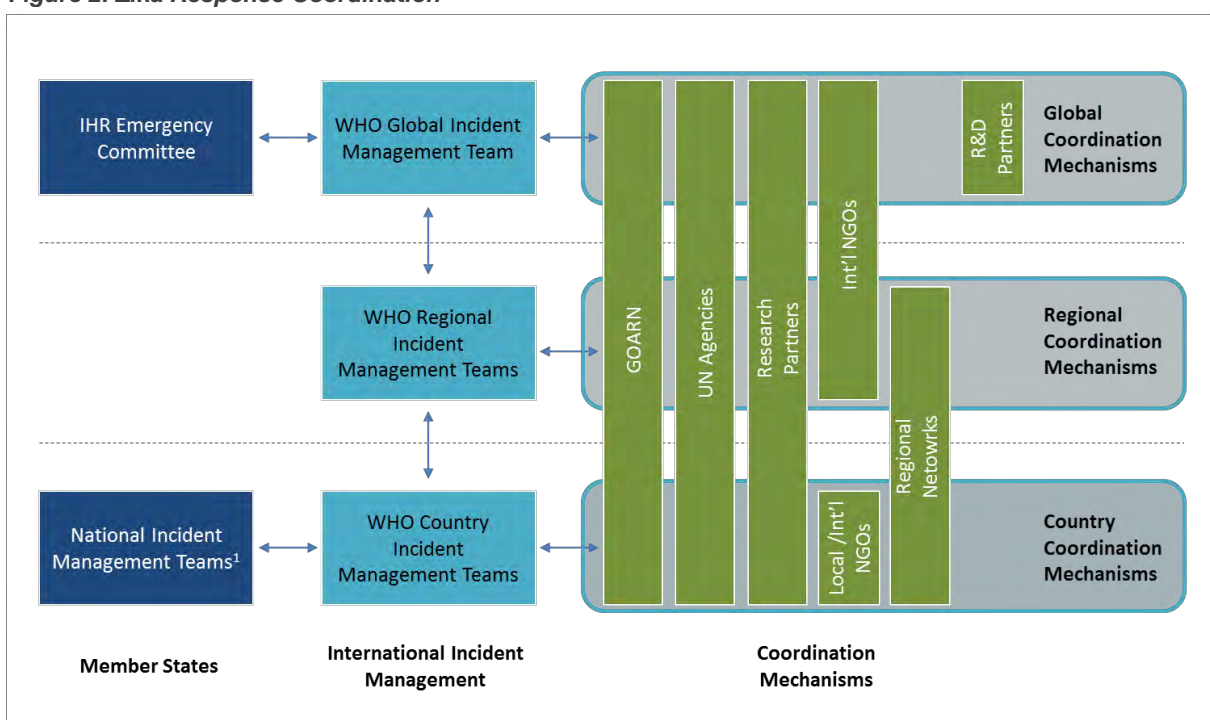 Figure 2. Zika Response Coordination
IHR Emergency
Committee
WHO Global Incident
Management Team
Global
Coordination
Mechanisms
R&D
Partners
Int'l NGOs
GOARN
UN Agencies
Research
Partners
WHO Regional
Incident
Management Teams
Regional
Coordination
Mechanisms
Regional
Netowrks
National Incident
Management Teams¹
WHO Country
Incident
Management Teams
Local /Int'l
NGOs
Country
Coordination
Mechanisms
Member States
International Incident
Management
Coordination
Mechanisms